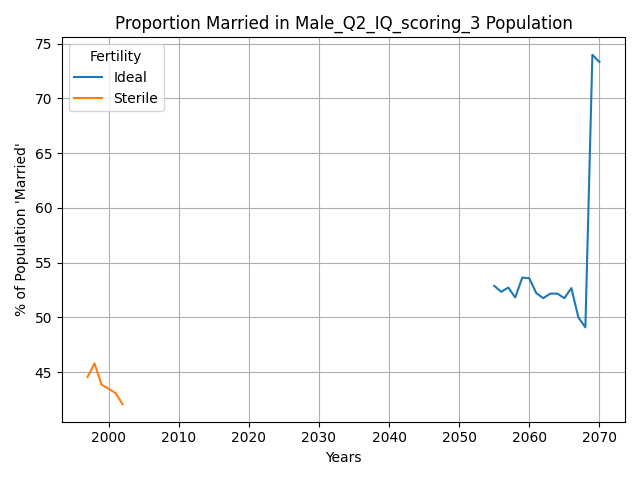 Proportion Married in Male_Q2_IQ_scoring_3 Population
Fertility
Ideal
Sterile
% of Population 'Married'
75
70
65
60
55
50
45
2000 2010 2020 2030 2040 2050 2060 2070
Years